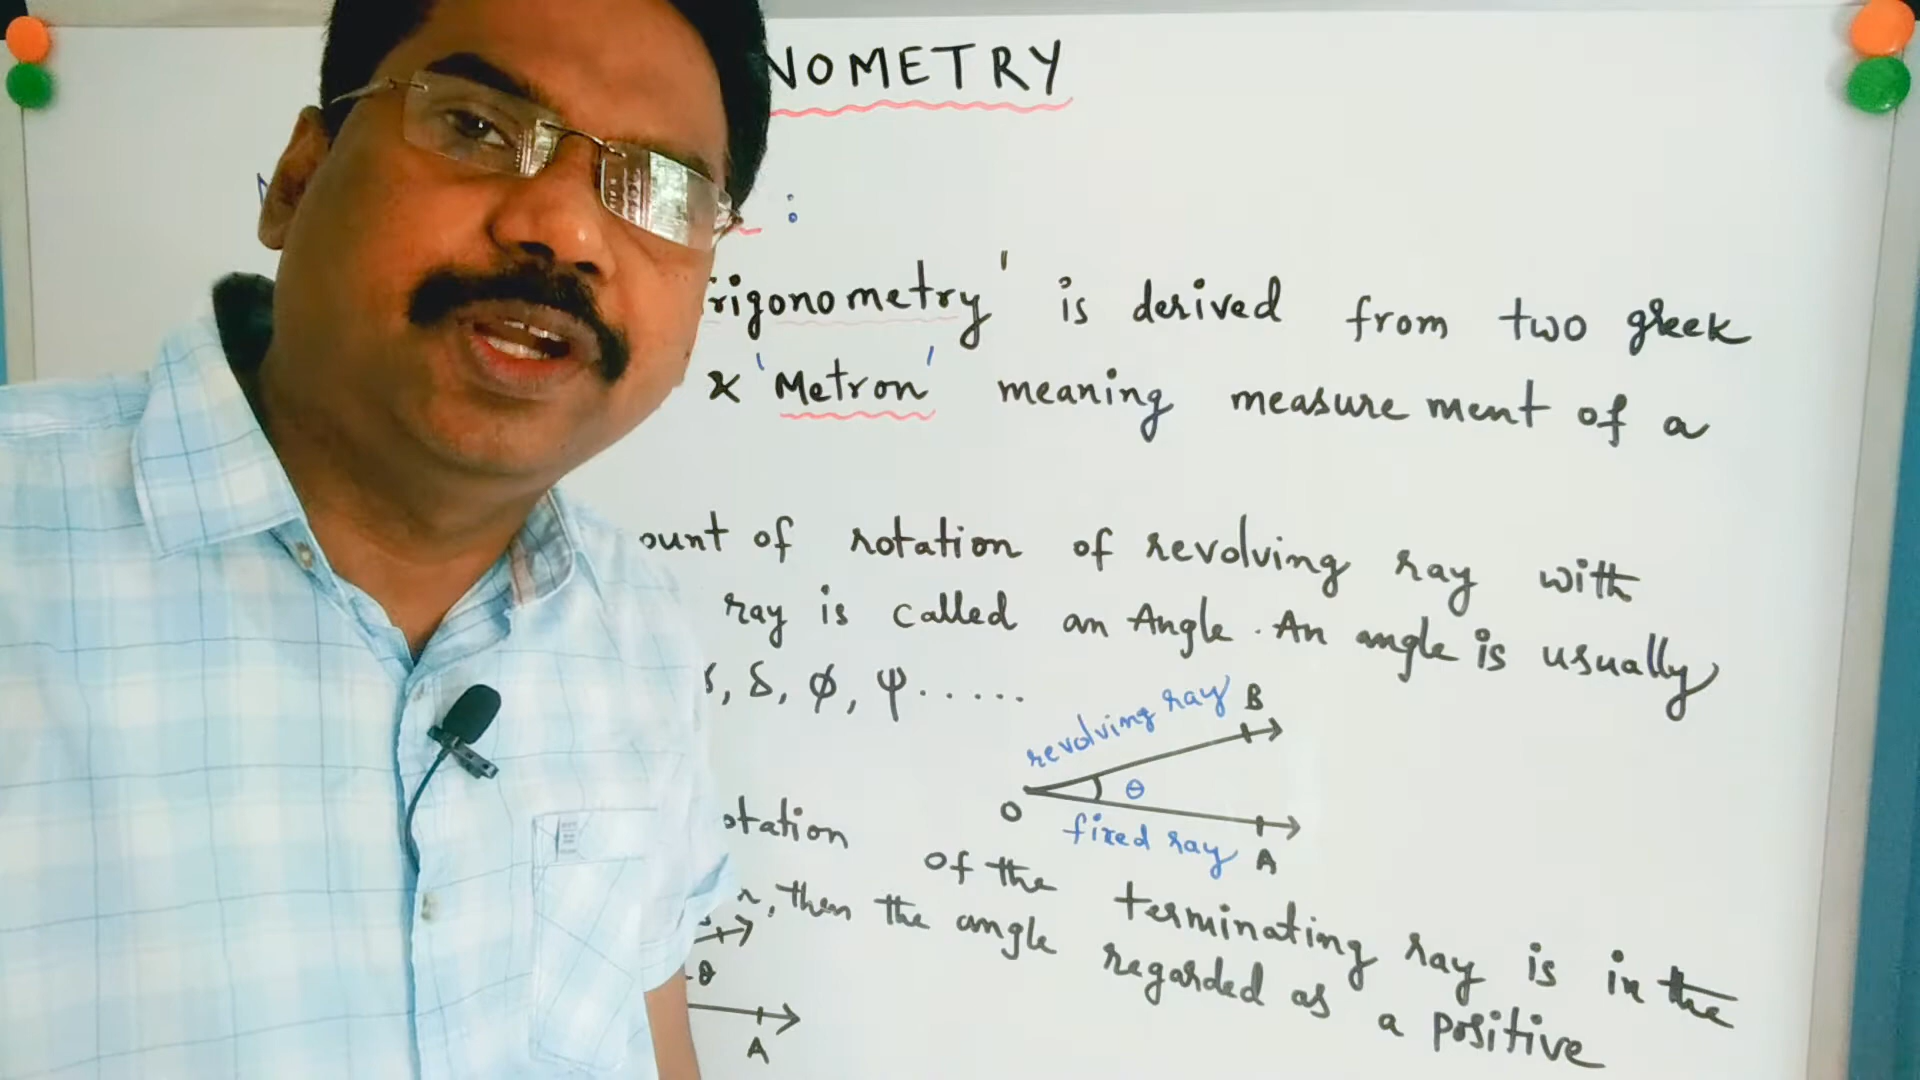 NOMETRY
:
rigonometry' is derived from two greek
& 'Metron' meaning measurement of a
ount of rotation of revolving ray with
ray is called an Angle. An angle is usually
, δ, φ, ψ......
revolving ray B
θ
O
fixed ray A
otation of the terminating ray is in the
, then the angle regarded as a positive
θ
A